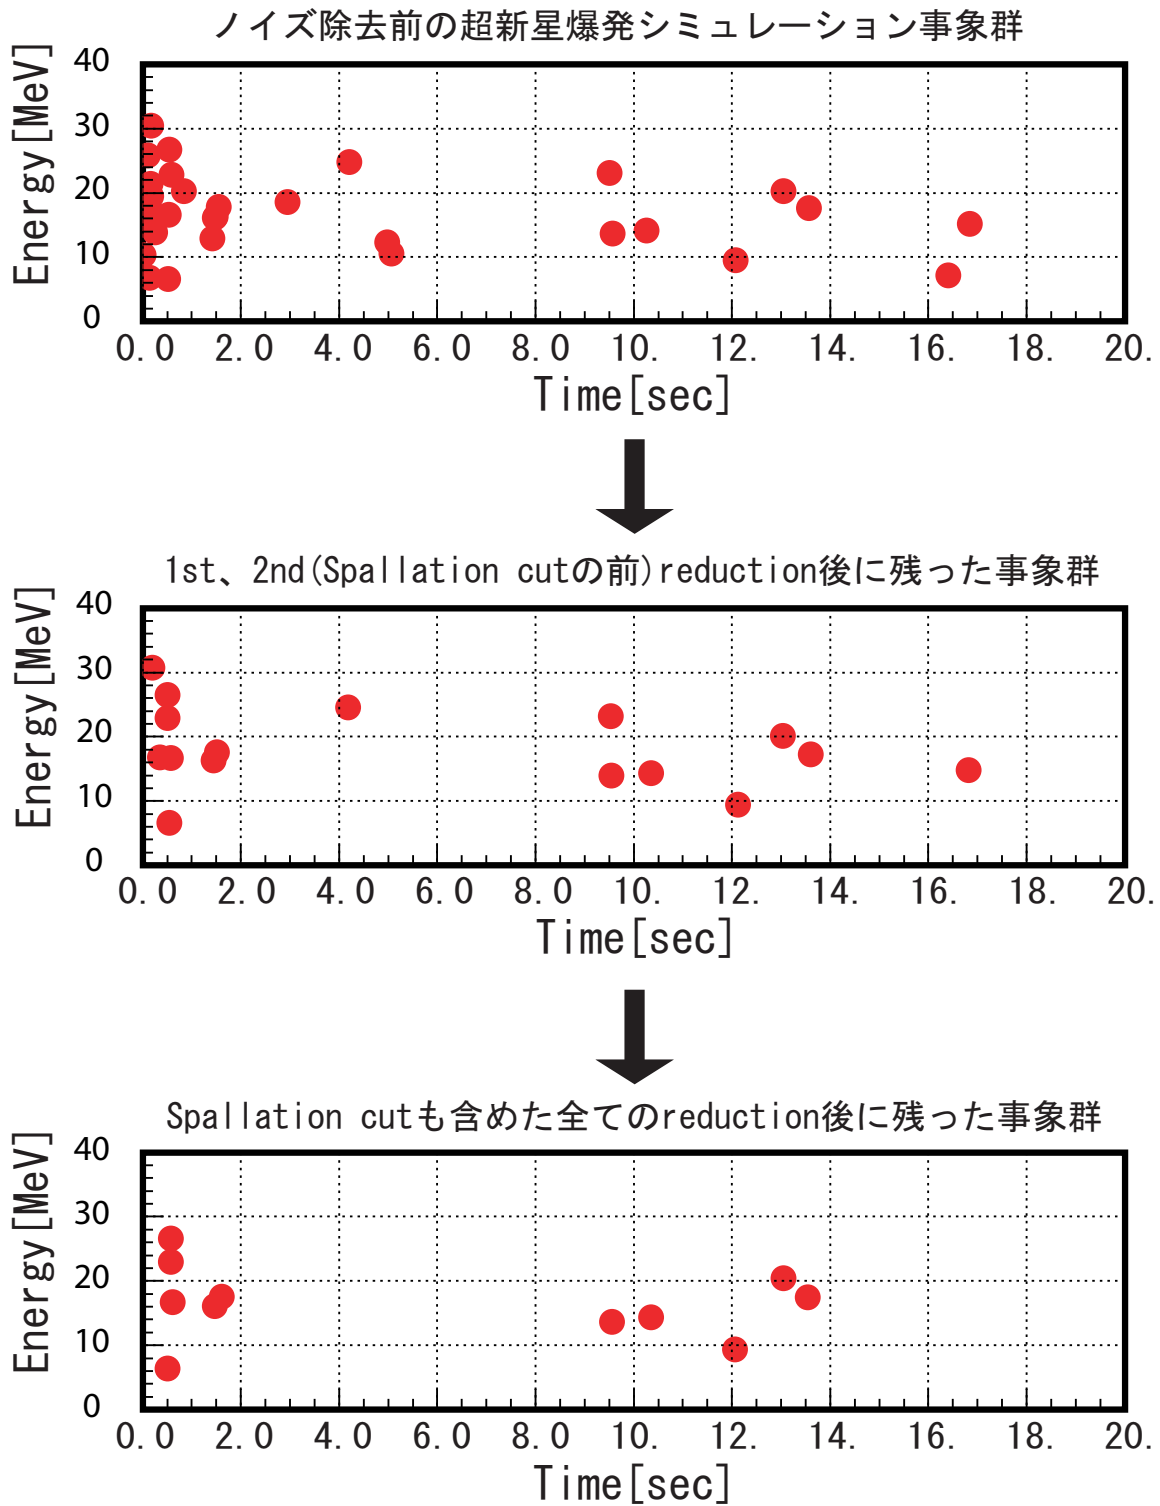 ノイズ除去前の超新星爆発シミュレーション事象群
Energy[MeV]
40
30
20
10
0
0.0 2.0 4.0 6.0 8.0 10. 12. 14. 16. 18. 20.
Time[sec]
1st、2nd(Spallation cutの前)reduction後に残った事象群
Energy[MeV]
40
30
20
10
0
0.0 2.0 4.0 6.0 8.0 10. 12. 14. 16. 18. 20.
Time[sec]
Spallation cutも含めた全てのreduction後に残った事象群
Energy[MeV]
40
30
20
10
0
0.0 2.0 4.0 6.0 8.0 10. 12. 14. 16. 18. 20.
Time[sec]